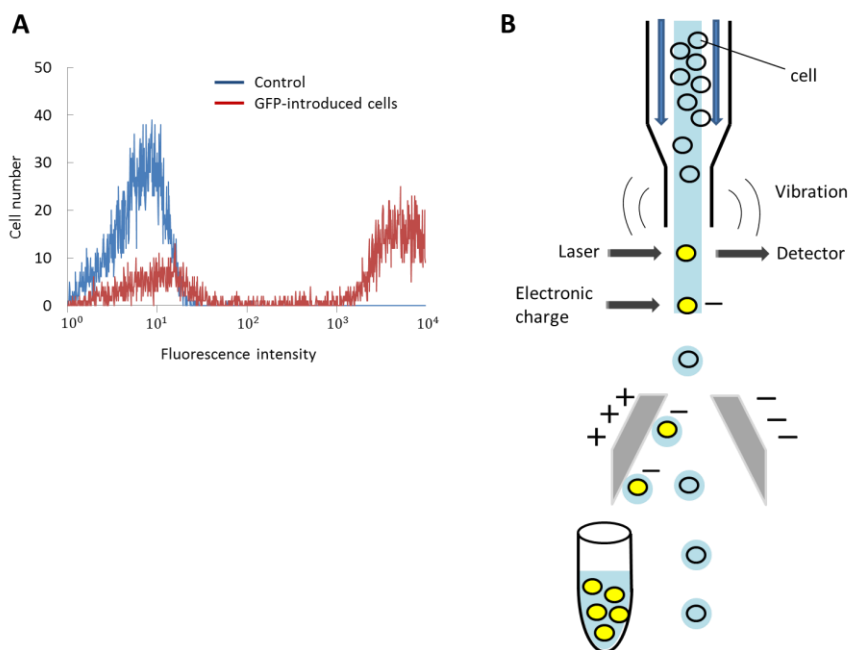 A
50
40
30
20
10
0
Cell number
Control
GFP-introduced cells
10⁰
10¹
10²
10³
10⁴
Fluorescence intensity
B
cell
Vibration
Laser
Detector
Electronic
charge
−
+
+
+
−
−
−
−
−